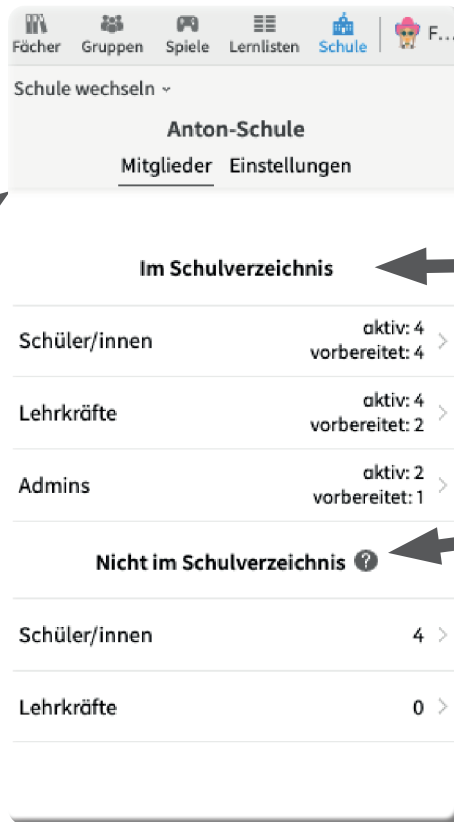 Fächer Gruppen Spiele Lernlisten Schule F...
Schule wechseln
Anton-Schule
Mitglieder Einstellungen
Im Schulverzeichnis
Schüler/innen aktiv: 4
vorbereitet: 4
Lehrkräfte aktiv: 4
vorbereitet: 2
Admins aktiv: 2
vorbereitet: 1
Nicht im Schulverzeichnis ?
Schüler/innen 4
Lehrkräfte 0